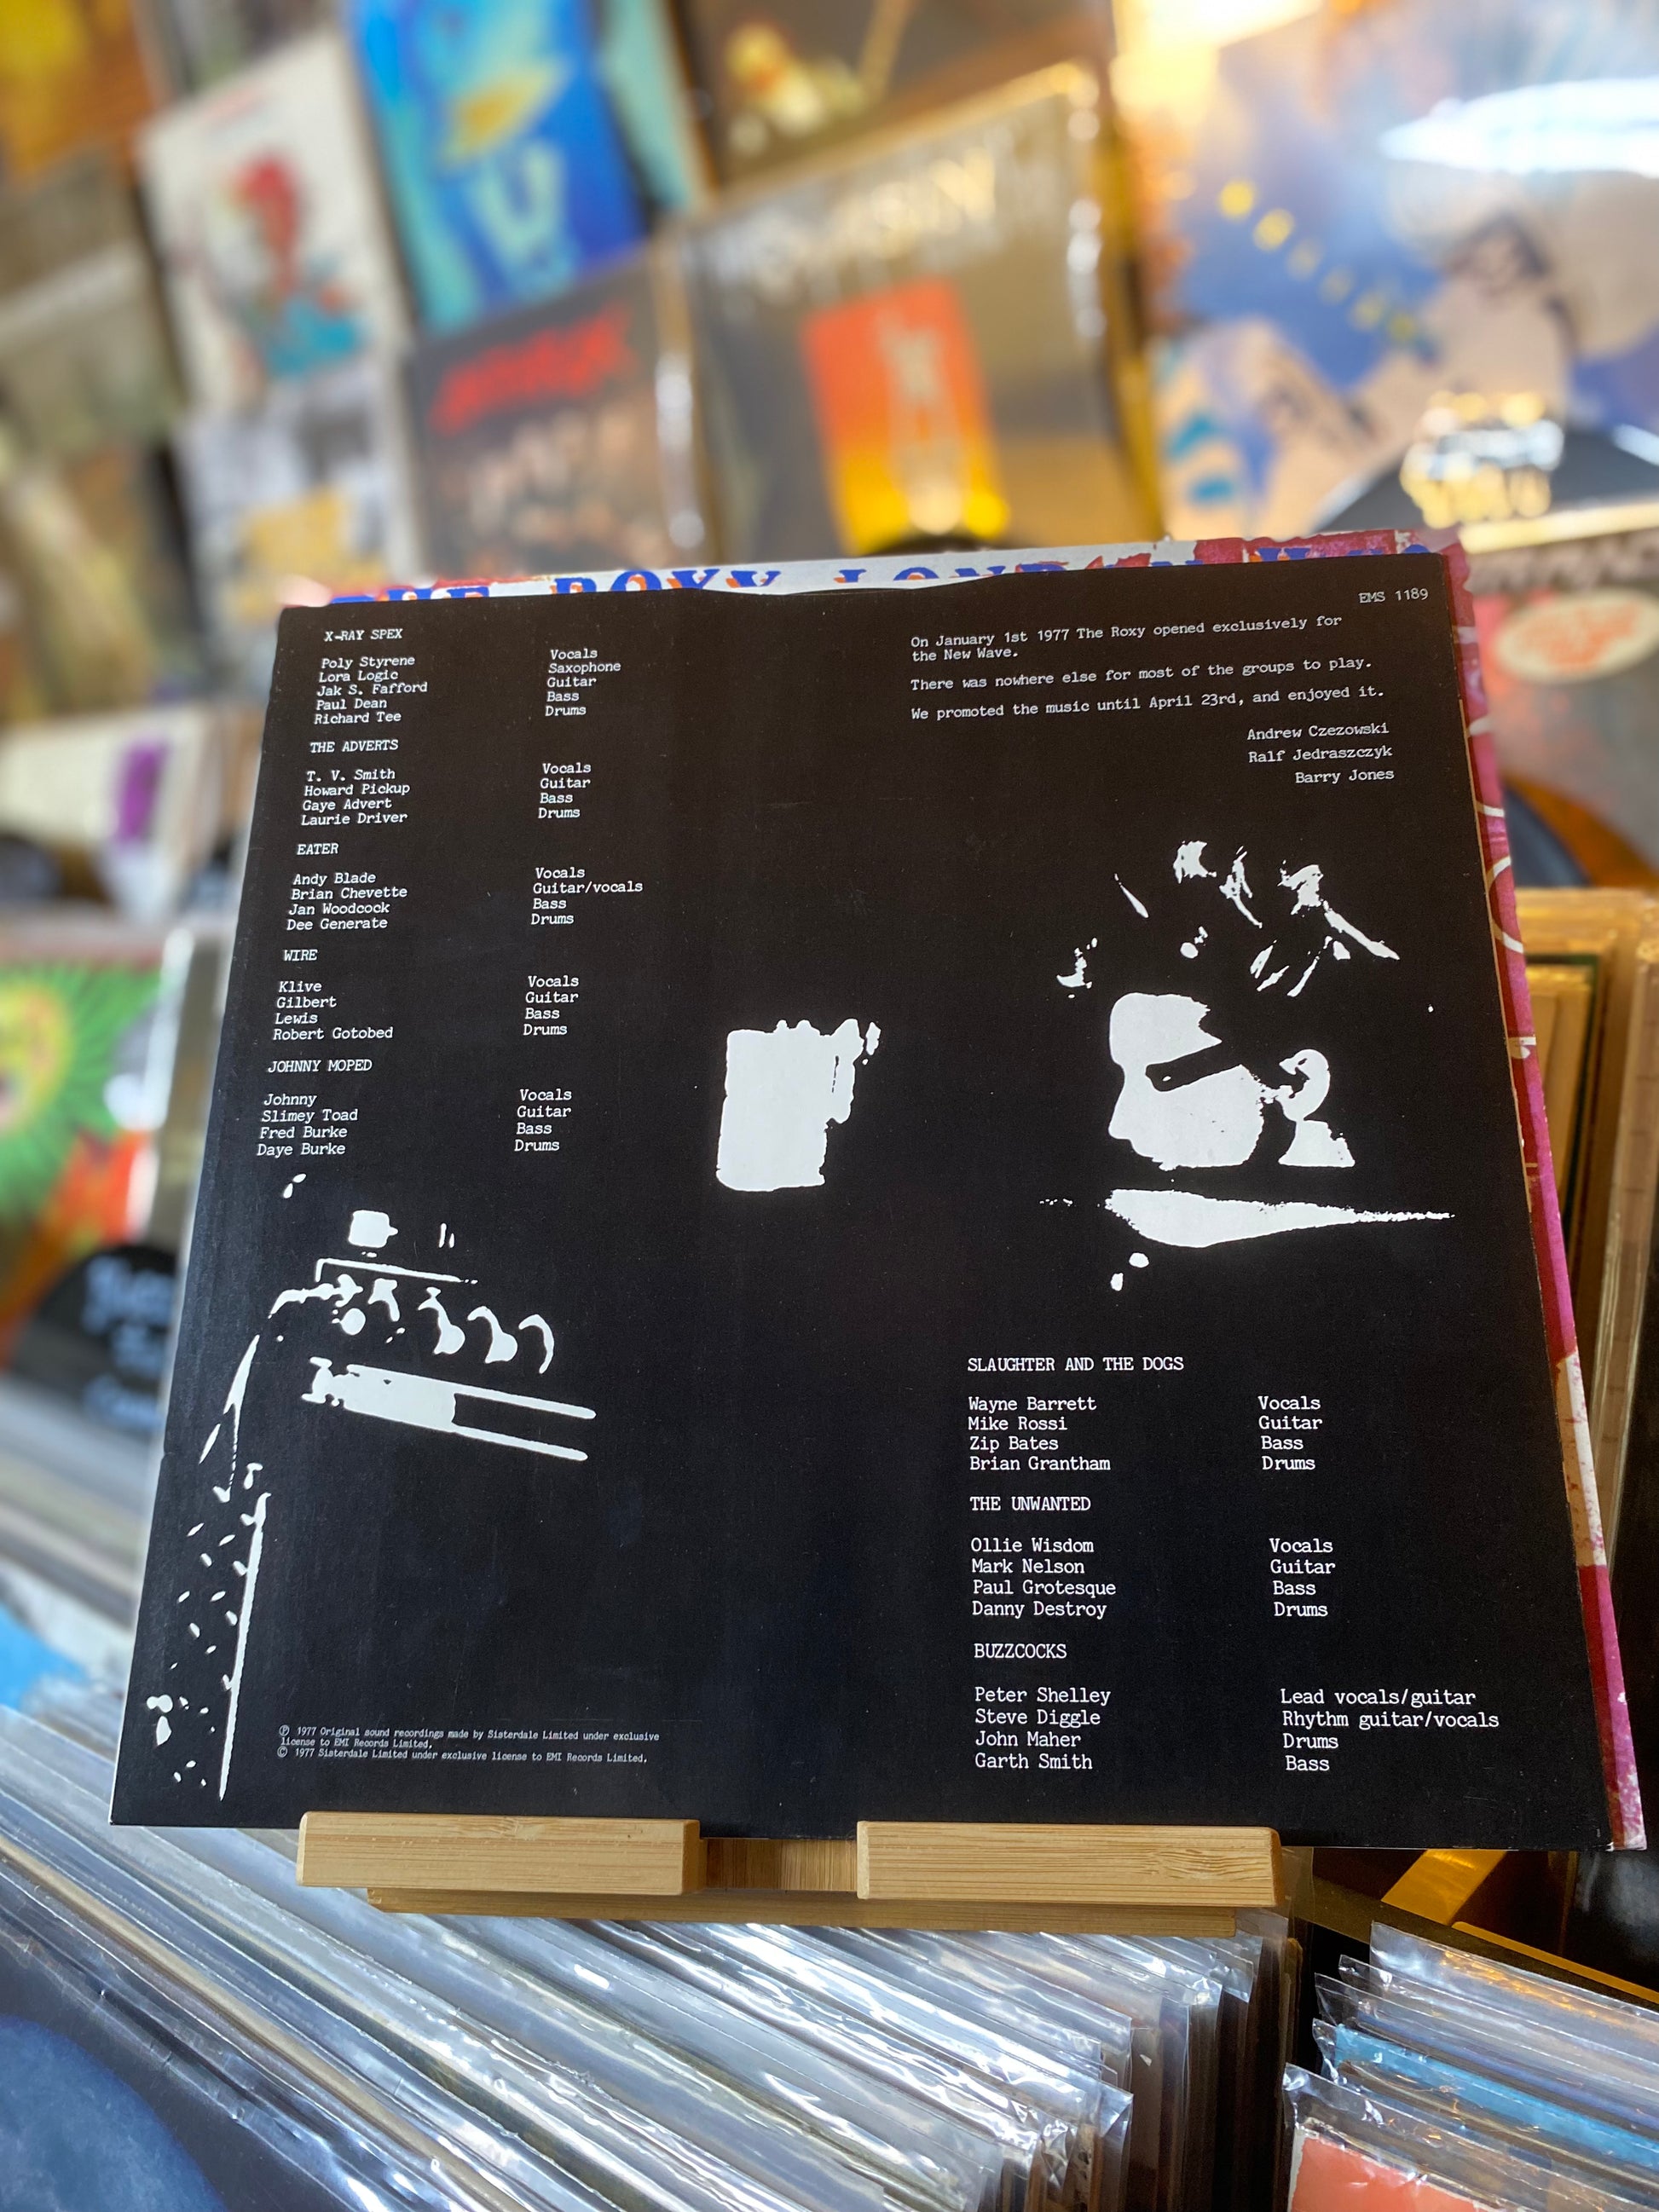 THE ROXY LONDON WC2
EMS 1189
X-RAY SPEX
Poly Styrene Vocals
Lora Logic Saxophone
Jak S. Fafford Guitar
Paul Dean Bass
Richard Tee Drums
THE ADVERTS
T. V. Smith Vocals
Howard Pickup Guitar
Gaye Advert Bass
Laurie Driver Drums
EATER
Andy Blade Vocals
Brian Chevette Guitar/vocals
Jan Woodcock Bass
Dee Generate Drums
WIRE
Klive Vocals
Gilbert Guitar
Lewis Bass
Robert Gotobed Drums
JOHNNY MOPED
Johnny Vocals
Slimey Toad Guitar
Fred Burke Bass
Daye Burke Drums
On January 1st 1977 The Roxy opened exclusively for
the New Wave.
There was nowhere else for most of the groups to play.
We promoted the music until April 23rd, and enjoyed it.
Andrew Czezowski
Ralf Jedraszczyk
Barry Jones
SLAUGHTER AND THE DOGS
Wayne Barrett Vocals
Mike Rossi Guitar
Zip Bates Bass
Brian Grantham Drums
THE UNWANTED
Ollie Wisdom Vocals
Mark Nelson Guitar
Paul Grotesque Bass
Danny Destroy Drums
BUZZCOCKS
Peter Shelley Lead vocals/guitar
Steve Diggle Rhythm guitar/vocals
John Maher Drums
Garth Smith Bass
Ⓟ 1977 Original sound recordings made by Sisterdale Limited under exclusive
license to EMI Records Limited.
© 1977 Sisterdale Limited under exclusive license to EMI Records Limited.